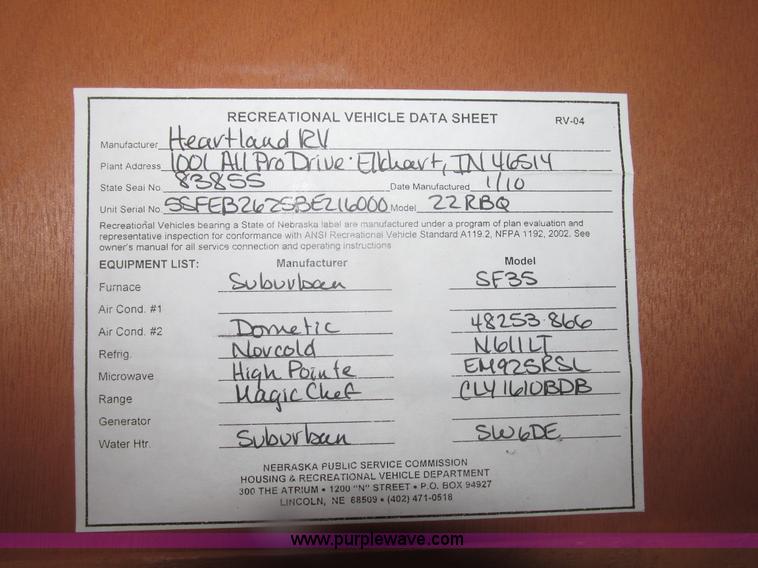 RECREATIONAL VEHICLE DATA SHEET RV-04
Manufacturer Heartland RV
Plant Address 1001 All Pro Drive · Elkhart, IN 46514
State Seal No. 83855 Date Manufactured 1/10
Unit Serial No. 5SFEB2625BE216000 Model 22RBQ
Recreational Vehicles bearing a State of Nebraska label are manufactured under a program of plan evaluation and
representative inspection for conformance with ANSI Recreational Vehicle Standard A119.2, NFPA 1192, 2002. See
owner's manual for all service connection and operating instructions
EQUIPMENT LIST: Manufacturer Model
Furnace Suburban SF35
Air Cond. #1
Air Cond. #2 Dometic 48253.866
Refrig. Norcold N611LT
Microwave High Pointe EM925RSL
Range Magic Chef CLY1610BDB
Generator
Water Htr. Suburban SW6DE
NEBRASKA PUBLIC SERVICE COMMISSION
HOUSING & RECREATIONAL VEHICLE DEPARTMENT
300 THE ATRIUM • 1200 "N" STREET • P.O. BOX 94927
LINCOLN, NE 68509 • (402) 471-0518
www.purplewave.com